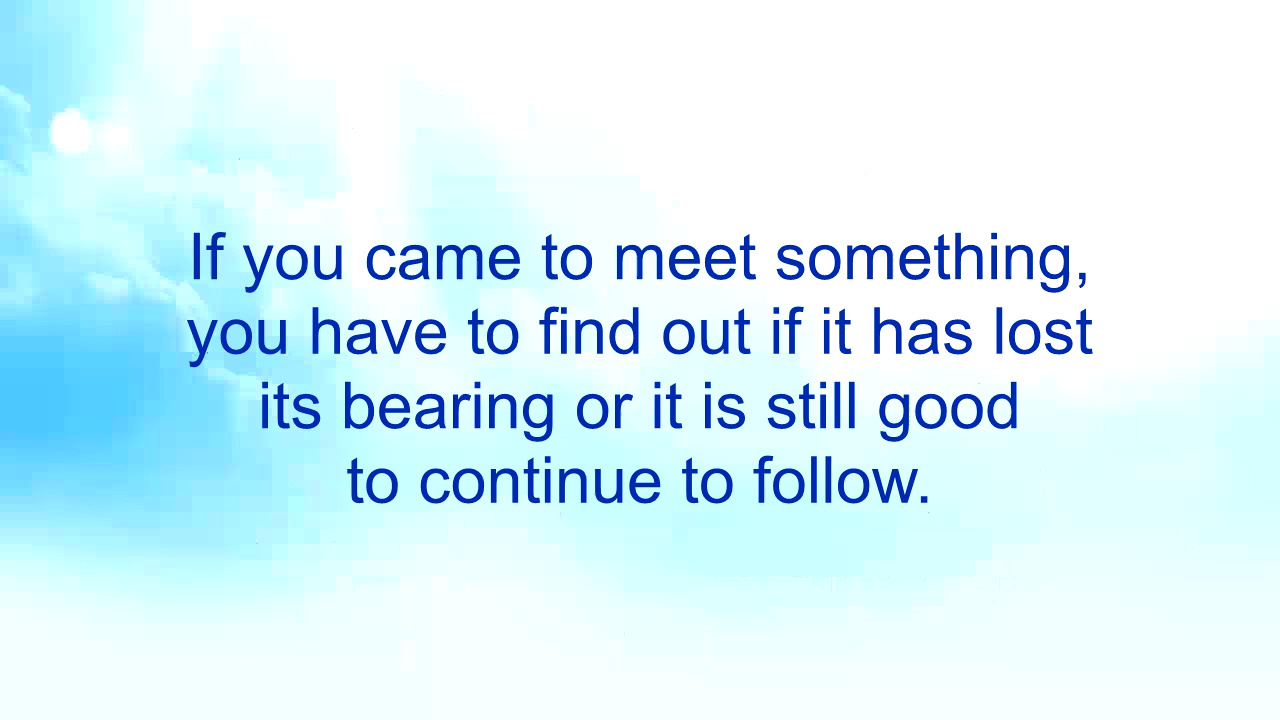 If you came to meet something,
you have to find out if it has lost
its bearing or it is still good
to continue to follow.